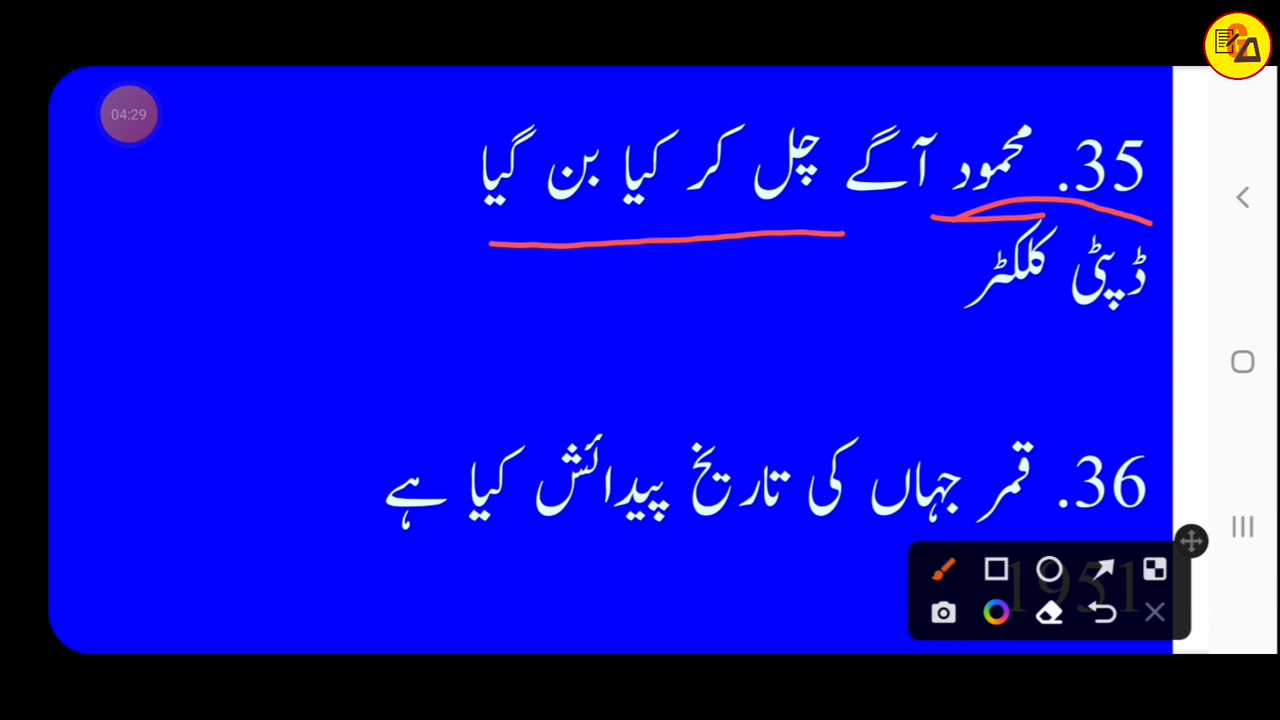 04:29
35. محمود آگے چل کر کیا بن گیا
ڈپٹی کلکٹر
36. قمر جہاں کی تاریخ پیدائش کیا ہے
1951